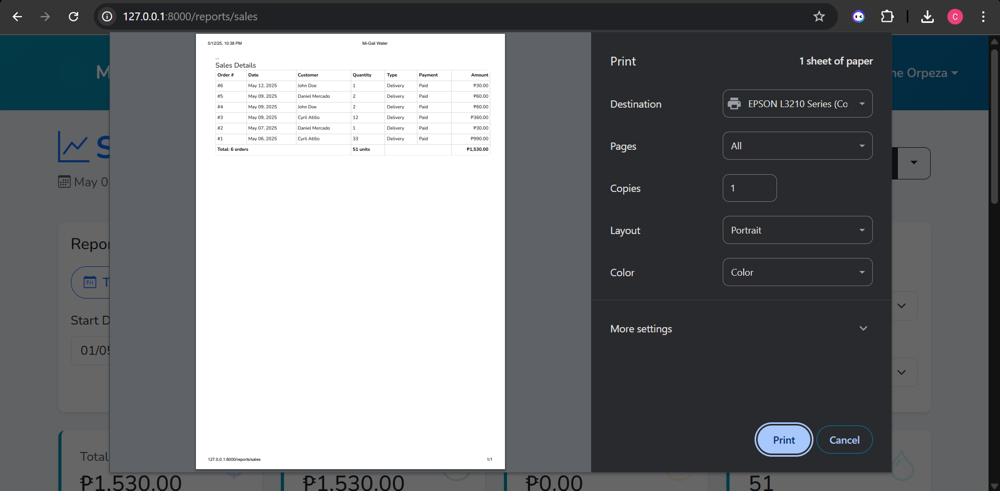 127.0.0.1:8000/reports/sales
C
5/12/25, 10:38 PM Mi-Gail Water
...
Sales Details
Order # Date Customer Quantity Type Payment Amount
#6 May 12, 2025 John Doe 1 Delivery Paid ₱30.00
#5 May 09, 2025 Daniel Mercado 2 Delivery Paid ₱60.00
#4 May 09, 2025 John Doe 2 Delivery Paid ₱60.00
#3 May 09, 2025 Cyril Atillo 12 Delivery Paid ₱360.00
#2 May 07, 2025 Daniel Mercado 1 Delivery Paid ₱30.00
#1 May 06, 2025 Cyril Atillo 33 Delivery Paid ₱990.00
Total: 6 orders 51 units ₱1,530.00
127.0.0.1:8000/reports/sales 1/1
Print 1 sheet of paper
Destination EPSON L3210 Series (Co
Pages All
Copies 1
Layout Portrait
Color Color
More settings
Print Cancel
M
ne Orpeza
S
May 0
Repor
Fri T
Start D
01/05
Total
₱1,530.00 ₱1,530.00 ₱0.00 51